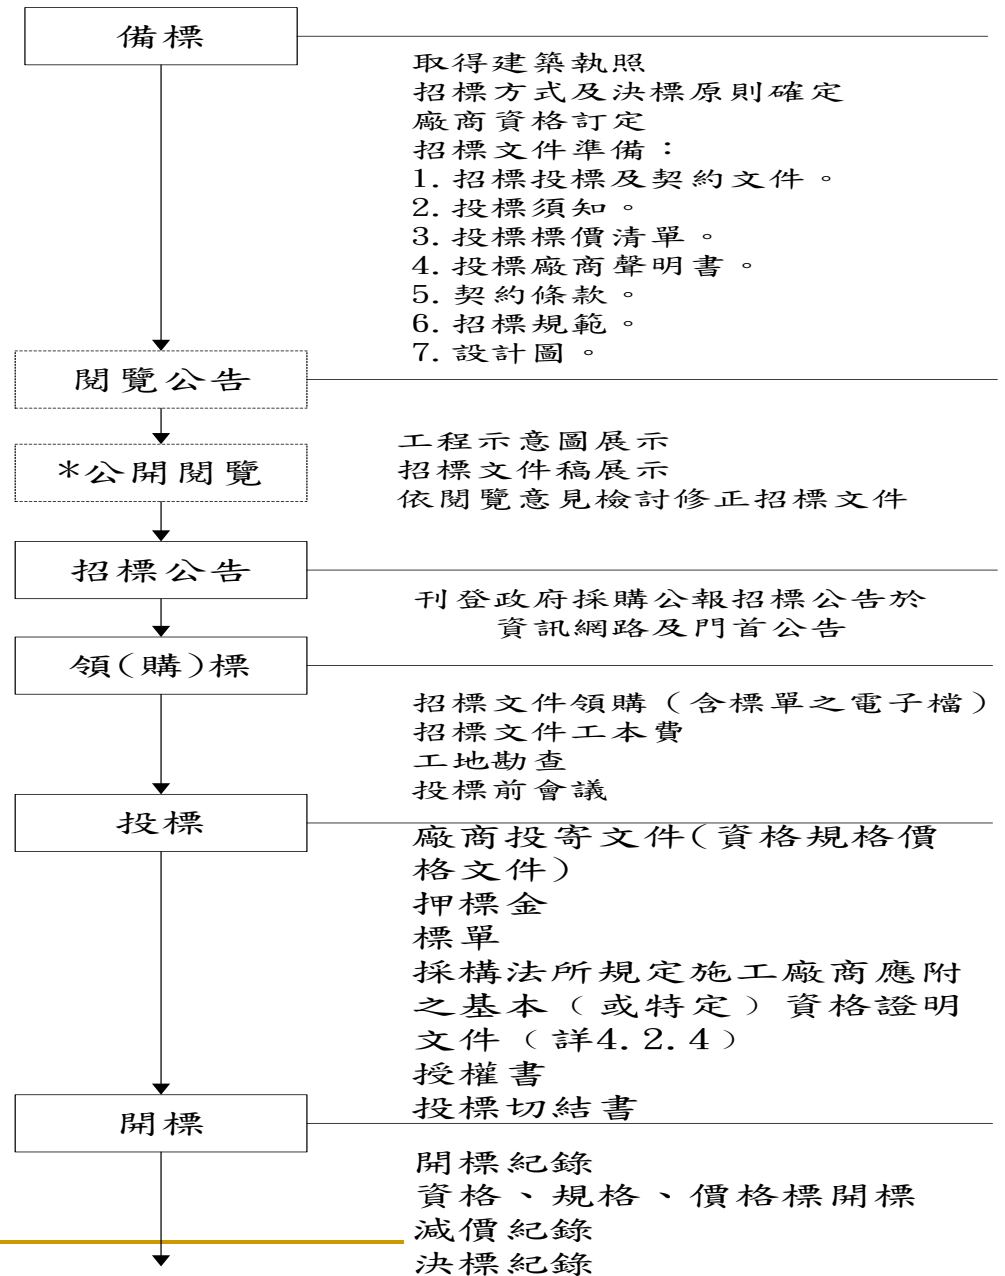 備標
取得建築執照
招標方式及決標原則確定
廠商資格訂定
招標文件準備：
1.招標投標及契約文件。
2.投標須知。
3.投標標價清單。
4.投標廠商聲明書。
5.契約條款。
6.招標規範。
7.設計圖。
閱覽公告
*公開閱覽
工程示意圖展示
招標文件稿展示
依閱覽意見檢討修正招標文件
招標公告
刊登政府採購公報招標公告於
資訊網路及門首公告
領(購)標
招標文件領購（含標單之電子檔）
招標文件工本費
工地勘查
投標前會議
投標
廠商投寄文件(資格規格價
格文件)
押標金
標單
採構法所規定施工廠商應附
之基本（或特定）資格證明
文件（詳4.2.4）
授權書
投標切結書
開標
開標紀錄
資格、規格、價格標開標
減價紀錄
決標紀錄